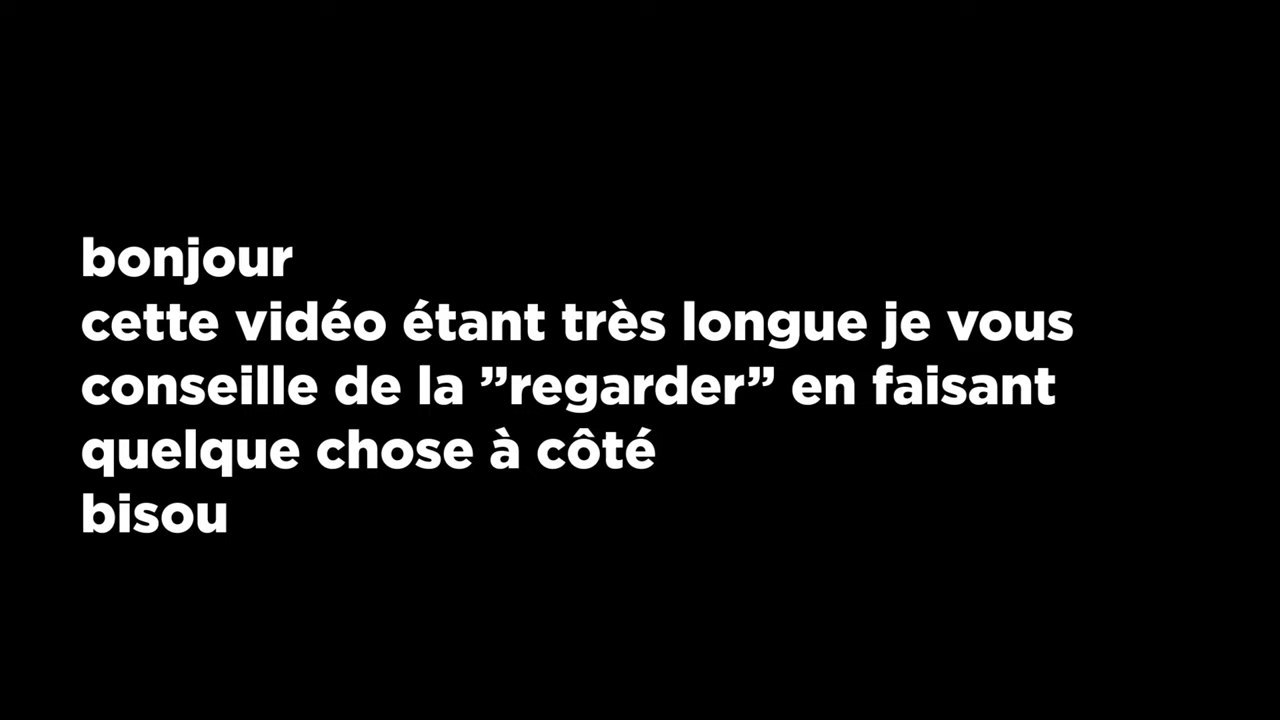 bonjour
cette vidéo étant très longue je vous
conseille de la ”regarder” en faisant
quelque chose à côté
bisou